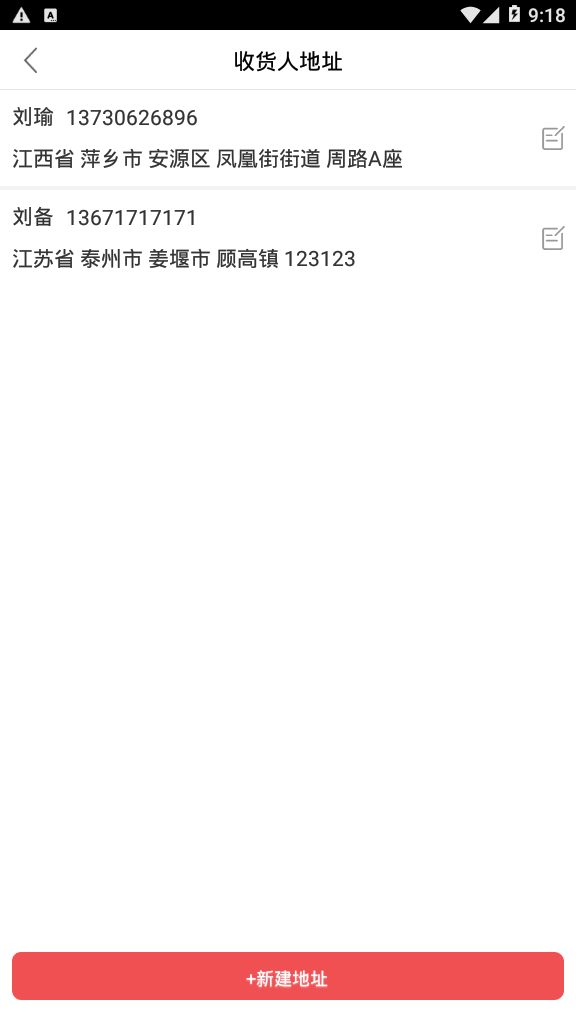 9:18
收货人地址
刘瑜 13730626896
江西省 萍乡市 安源区 凤凰街街道 周路A座
刘备 13671717171
江苏省 泰州市 姜堰市 顾高镇 123123
+新建地址